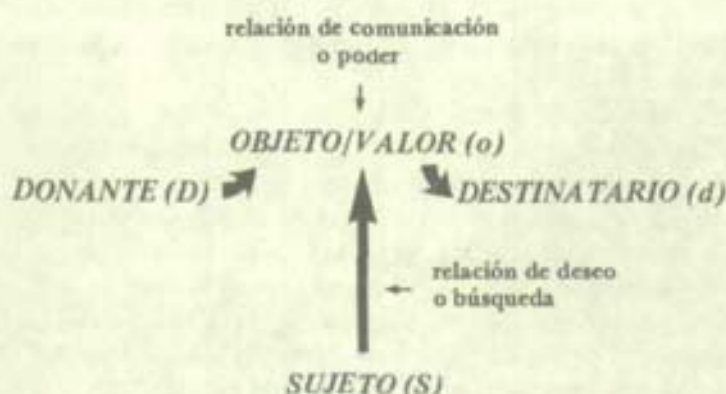 relación de comunicación
o poder
OBJETO/VALOR (o)
DONANTE (D)
DESTINATARIO (d)
relación de deseo
o búsqueda
SUJETO (S)